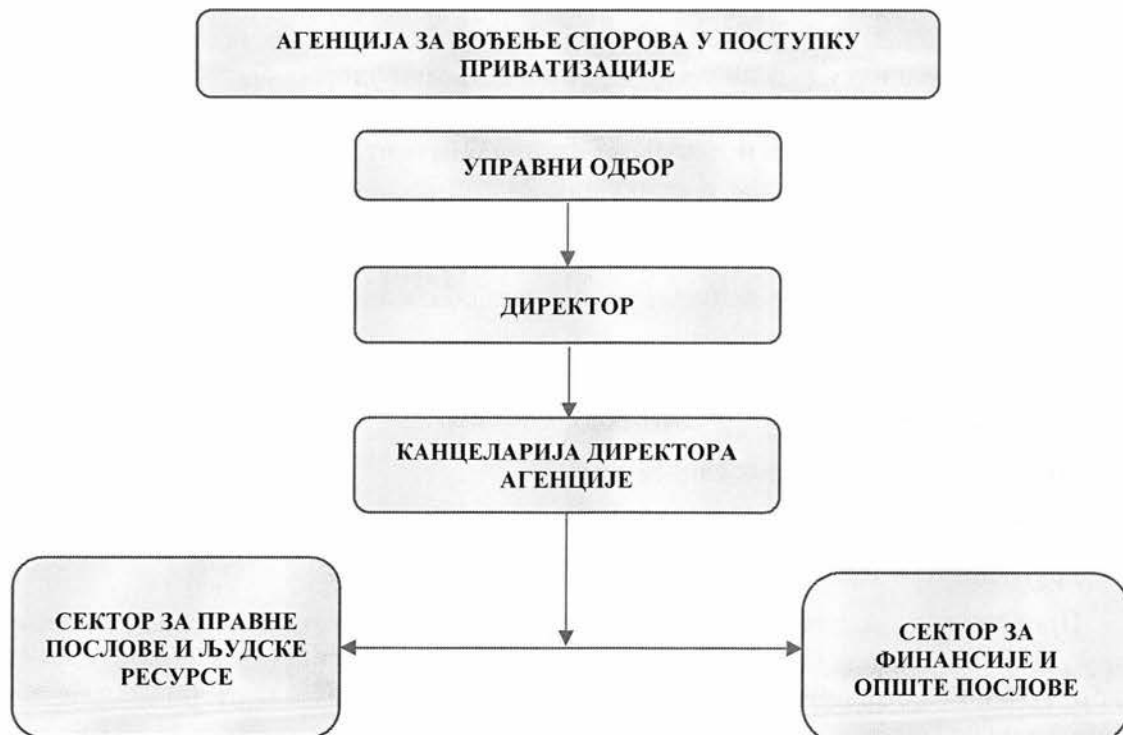 АГЕНЦИЈА ЗА ВОЂЕЊЕ СПОРОВА У ПОСТУПКУ
ПРИВАТИЗАЦИЈЕ
УПРАВНИ ОДБОР
ДИРЕКТОР
КАНЦЕЛАРИЈА ДИРЕКТОРА
АГЕНЦИЈЕ
СЕКТОР ЗА ПРАВНЕ
ПОСЛОВЕ И ЉУДСКЕ
РЕСУРСЕ
СЕКТОР ЗА
ФИНАНСИЈЕ И
ОПШТЕ ПОСЛОВЕ